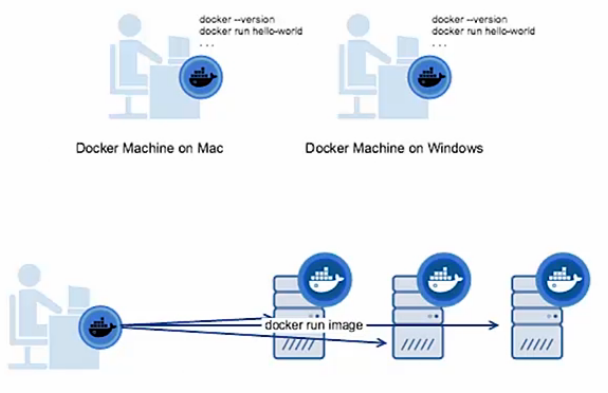 docker --version
docker run hello-world
. . .
docker --version
docker run hello-world
. . .
Docker Machine on Mac
Docker Machine on Windows
docker run image